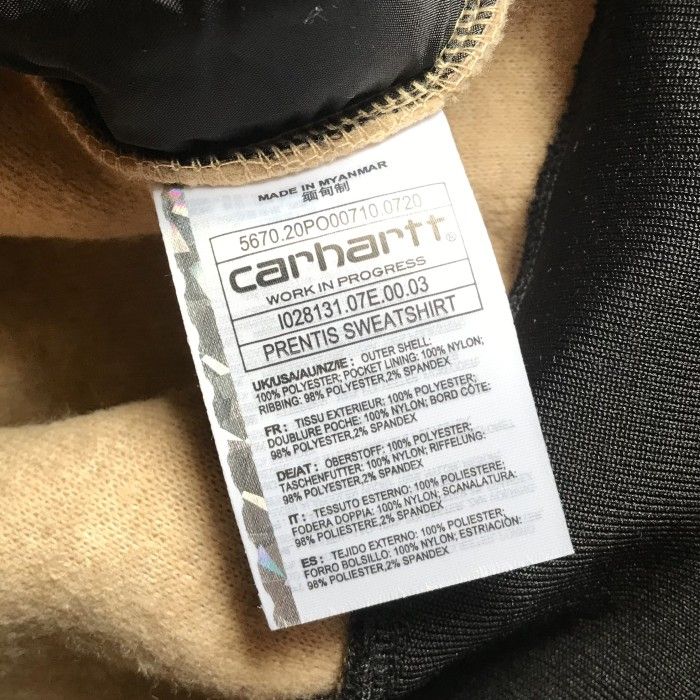 MADE IN MYANMAR
缅甸制
5670.20PO00710.0720
carhartt®
WORK IN PROGRESS
I028131.07E.00.03
PRENTIS SWEATSHIRT
UK/USA/AU/NZ/IE : OUTER SHELL:
100% POLYESTER; POCKET LINING: 100% NYLON;
RIBBING: 98% POLYESTER,2% SPANDEX
FR : TISSU EXTERIEUR: 100% POLYESTER;
DOUBLURE POCHE: 100% NYLON; BORD CÔTE:
98% POLYESTER,2% SPANDEX
DE/AT : OBERSTOFF: 100% POLYESTER;
TASCHENFUTTER: 100% NYLON; RIFFELUNG:
98% POLYESTER,2% SPANDEX
IT : TESSUTO ESTERNO: 100% POLIESTERE;
FODERA DOPPIA: 100% NYLON; SCANALATURA:
98% POLIESTERE,2% SPANDEX
ES : TEJIDO EXTERNO: 100% POLIESTER;
FORRO BOLSILLO: 100% NYLON; ESTRIACIÓN:
98% POLIESTER,2% SPANDEX